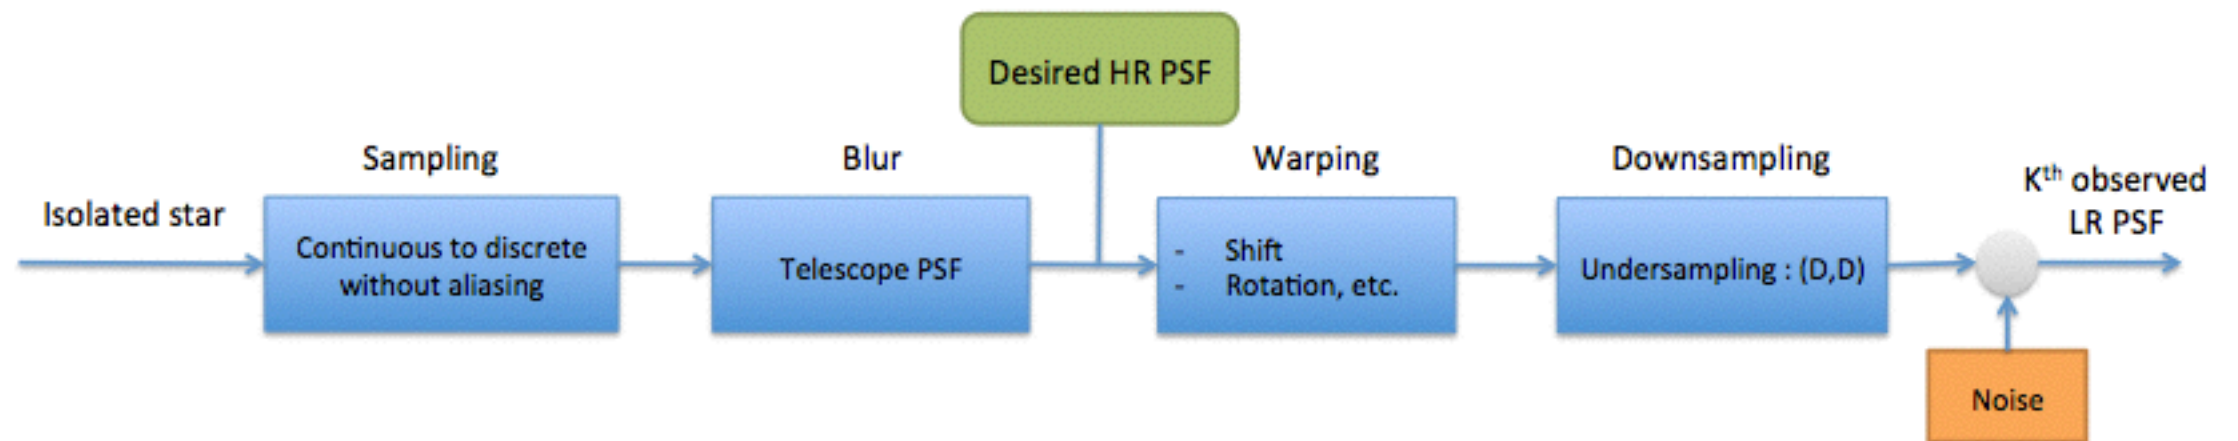 Desired HR PSF
Sampling
Blur
Warping
Downsampling
Isolated star
Continuous to discrete
without aliasing
Telescope PSF
- Shift
- Rotation, etc.
Undersampling : (D,D)
Kth observed
LR PSF
Noise